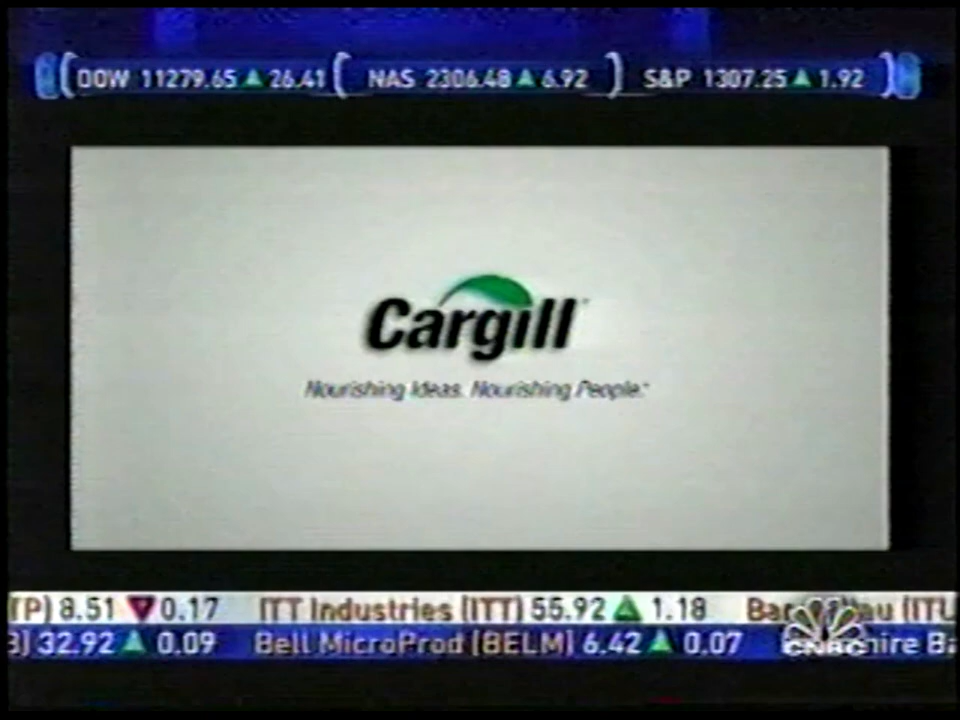 DOW 11279.65 ▲ 26.41 NAS 2306.48 ▲ 6.92 S&P 1307.25 ▲ 1.92
Cargill
Nourishing Ideas. Nourishing People.
TP) 8.51 ▼ 0.17 ITT Industries (ITT) 55.92 ▲ 1.18 (ITU
32.92 ▲ 0.09 Bell MicroProd (BELM) 6.42 ▲ 0.07
CNBC